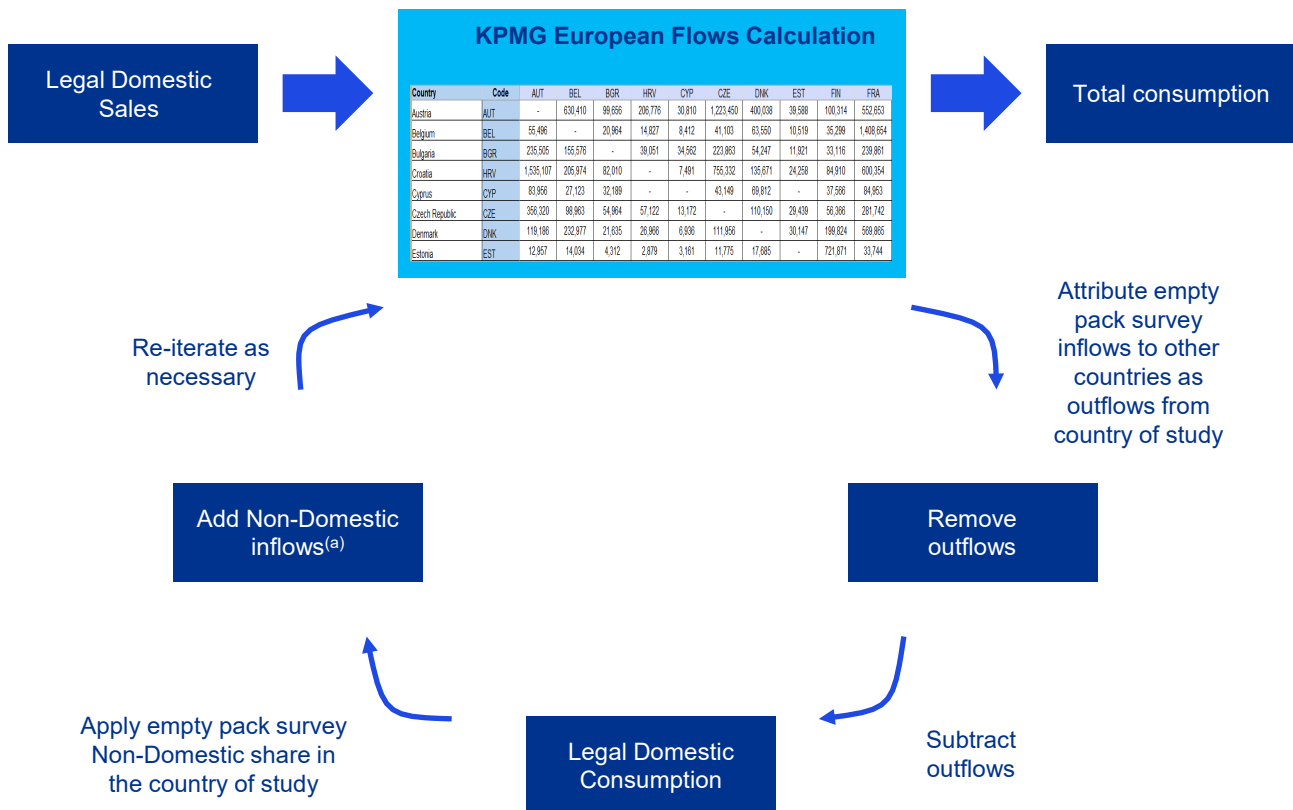 KPMG European Flows Calculation
Legal Domestic
Sales
Total consumption
Country Code AUT BEL BGR HRV CYP CZE DNK EST FIN FRA
Austria AUT - 630,410 99,656 206,776 30,810 1,223,450 400,038 39,588 100,314 552,653
Belgium BEL 55,496 - 20,964 14,827 8,412 41,103 63,550 10,519 35,299 1,408,654
Bulgaria BGR 235,505 155,576 - 39,051 34,562 223,863 54,247 11,921 33,116 239,861
Croatia HRV 1,535,107 205,974 82,010 - 7,491 755,332 135,671 24,258 84,910 600,354
Cyprus CYP 83,956 27,123 32,189 - - 43,149 69,812 - 37,566 84,953
Czech Republic CZE 356,320 98,963 54,964 57,122 13,172 - 110,150 29,439 56,366 281,742
Denmark DNK 119,186 232,977 21,635 26,966 6,936 111,956 - 30,147 199,824 569,865
Estonia EST 12,957 14,034 4,312 2,879 3,161 11,775 17,685 - 721,871 33,744
Attribute empty
pack survey
inflows to other
countries as
outflows from
country of study
Re-iterate as
necessary
Add Non-Domestic
inflows(a)
Remove
outflows
Apply empty pack survey
Non-Domestic share in
the country of study
Legal Domestic
Consumption
Subtract
outflows